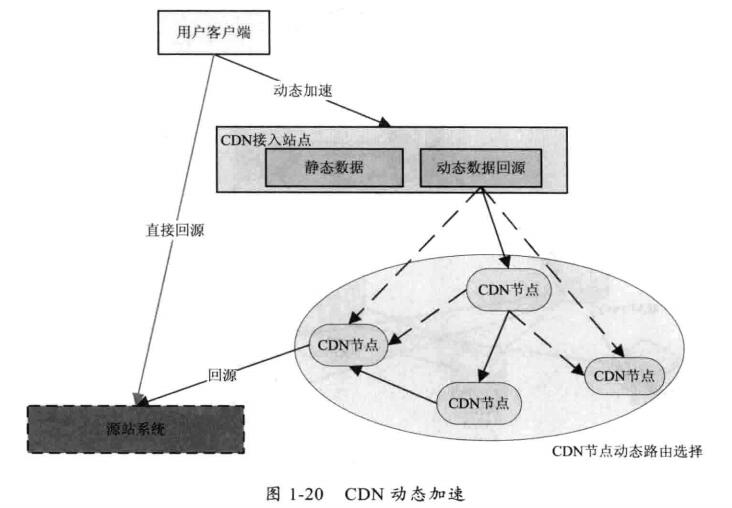 用户客户端
动态加速
CDN接入站点
静态数据
动态数据回源
直接回源
CDN节点
CDN节点
CDN节点
CDN节点
回源
源站系统
CDN节点动态路由选择
图 1-20 CDN 动态加速